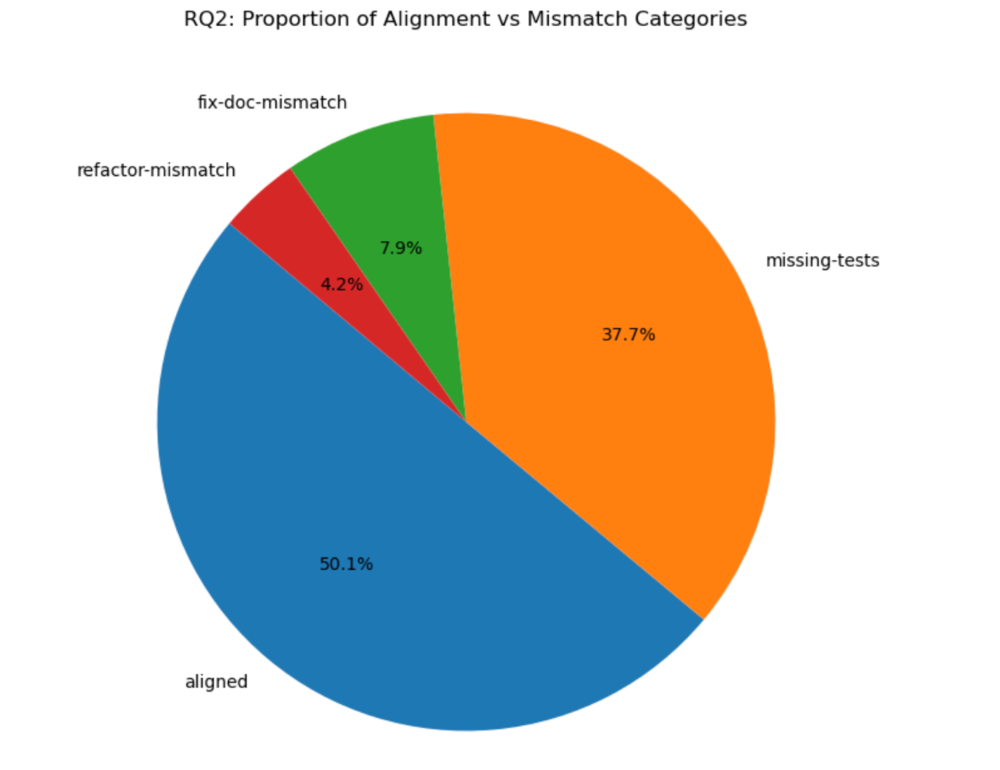 RQ2: Proportion of Alignment vs Mismatch Categories
fix-doc-mismatch
refactor-mismatch
7.9%
missing-tests
4.2%
37.7%
50.1%
aligned